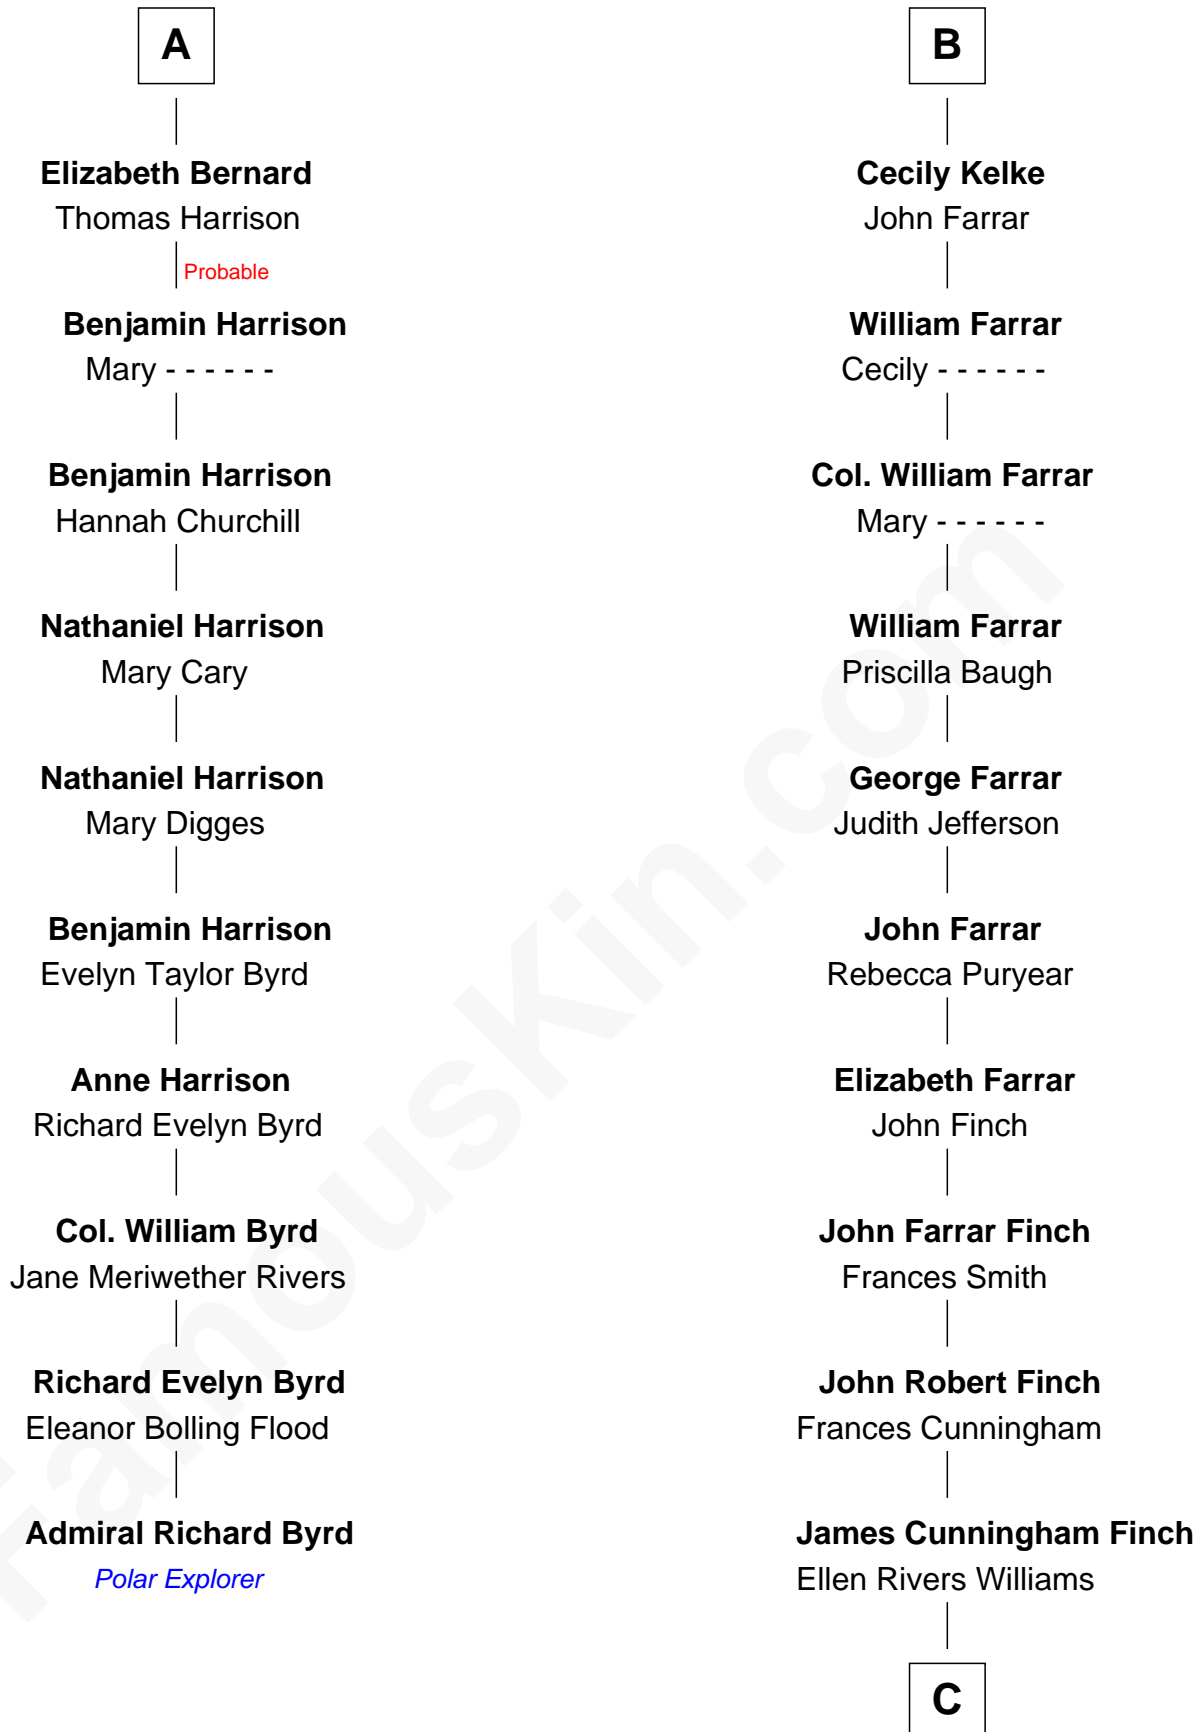 A
Elizabeth Bernard
Thomas Harrison
Probable
Benjamin Harrison
Mary - - - - - -
Benjamin Harrison
Hannah Churchill
Nathaniel Harrison
Mary Cary
Nathaniel Harrison
Mary Digges
Benjamin Harrison
Evelyn Taylor Byrd
Anne Harrison
Richard Evelyn Byrd
Col. William Byrd
Jane Meriwether Rivers
Richard Evelyn Byrd
Eleanor Bolling Flood
Admiral Richard Byrd
Polar Explorer
B
Cecily Kelke
John Farrar
William Farrar
Cecily - - - - - -
Col. William Farrar
Mary - - - - - -
William Farrar
Priscilla Baugh
George Farrar
Judith Jefferson
John Farrar
Rebecca Puryear
Elizabeth Farrar
John Finch
John Farrar Finch
Frances Smith
John Robert Finch
Frances Cunningham
James Cunningham Finch
Ellen Rivers Williams
C
FamousKin.com